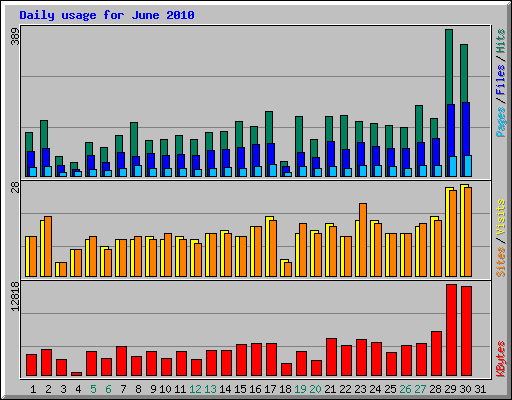 Daily usage for June 2010
389
Pages / Files / Hits
28
Sites / Visits
12818
KBytes
1 2 3 4 5 6 7 8 9 10 11 12 13 14 15 16 17 18 19 20 21 22 23 24 25 26 27 28 29 30 31